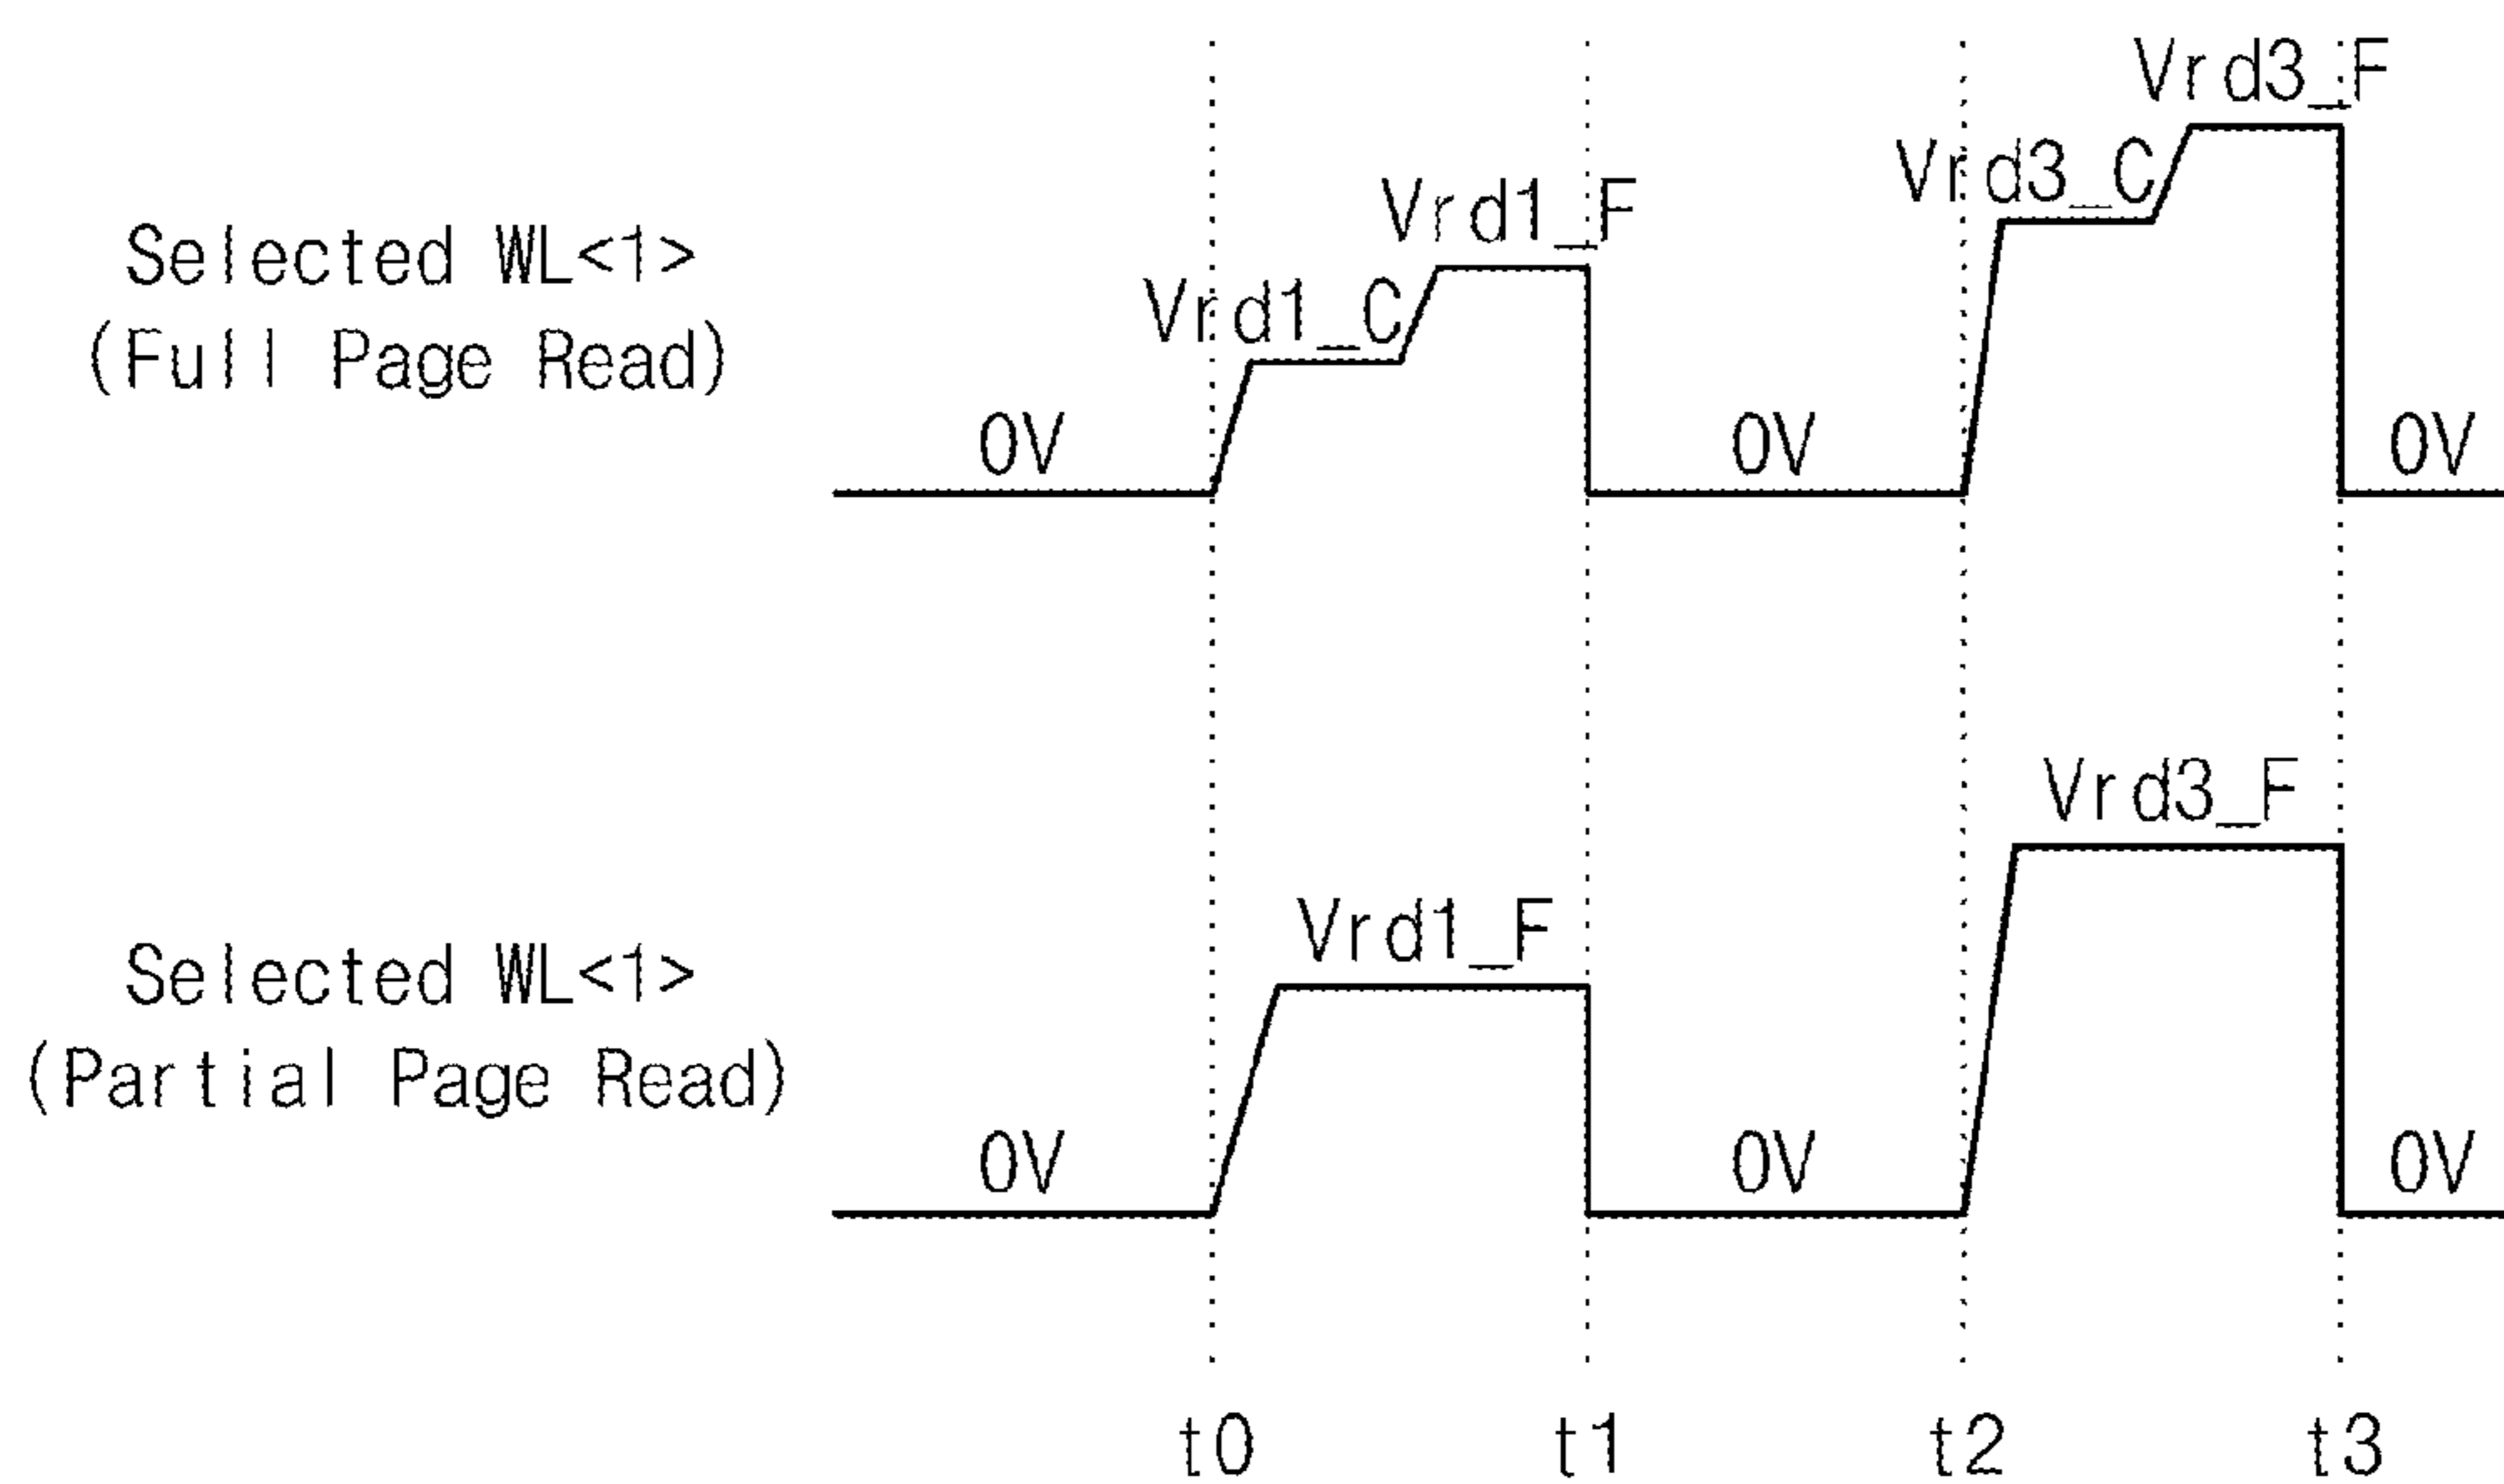 Vrd3_F
Vrd3_C
Vrd1_F
Vrd1_C
Selected WL<1>
(Full Page Read)
0V
0V
0V
Vrd3_F
Vrd1_F
Selected WL<1>
(Partial Page Read)
0V
0V
0V
t0
t1
t2
t3